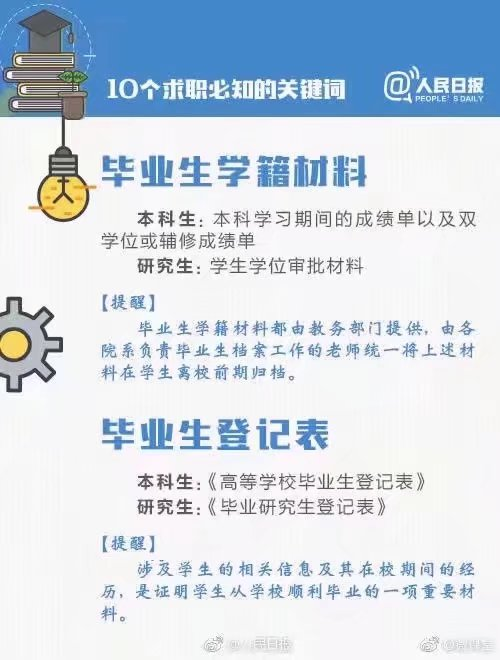 10个求职必知的关键词
@人民日报
PEOPLE'S DAILY
毕业生学籍材料
本科生：本科学习期间的成绩单以及双
学位或辅修成绩单
研究生：学生学位审批材料
【提醒】
毕业生学籍材料都由教务部门提供，由各
院系负责毕业生档案工作的老师统一将上述材
料在学生离校前期归档。
毕业生登记表
本科生：《高等学校毕业生登记表》
研究生：《毕业研究生登记表》
【提醒】
涉及学生的相关信息及其在校期间的经
历，是证明学生从学校顺利毕业的一项重要材
料。
@人民日报